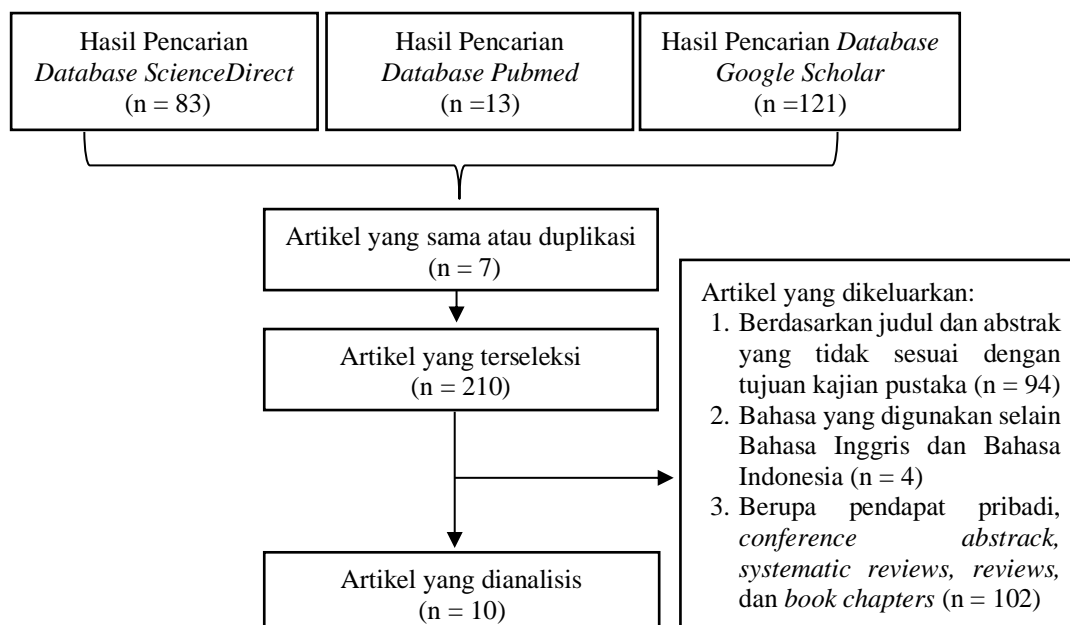 Hasil Pencarian
Database ScienceDirect
(n = 83)
Hasil Pencarian
Database Pubmed
(n =13)
Hasil Pencarian Database
Google Scholar
(n =121)
Artikel yang sama atau duplikasi
(n = 7)
Artikel yang terseleksi
(n = 210)
Artikel yang dikeluarkan:
1. Berdasarkan judul dan abstrak
yang tidak sesuai dengan
tujuan kajian pustaka (n = 94)
2. Bahasa yang digunakan selain
Bahasa Inggris dan Bahasa
Indonesia (n = 4)
3. Berupa pendapat pribadi,
conference abstrack,
systematic reviews, reviews,
dan book chapters (n = 102)
Artikel yang dianalisis
(n = 10)